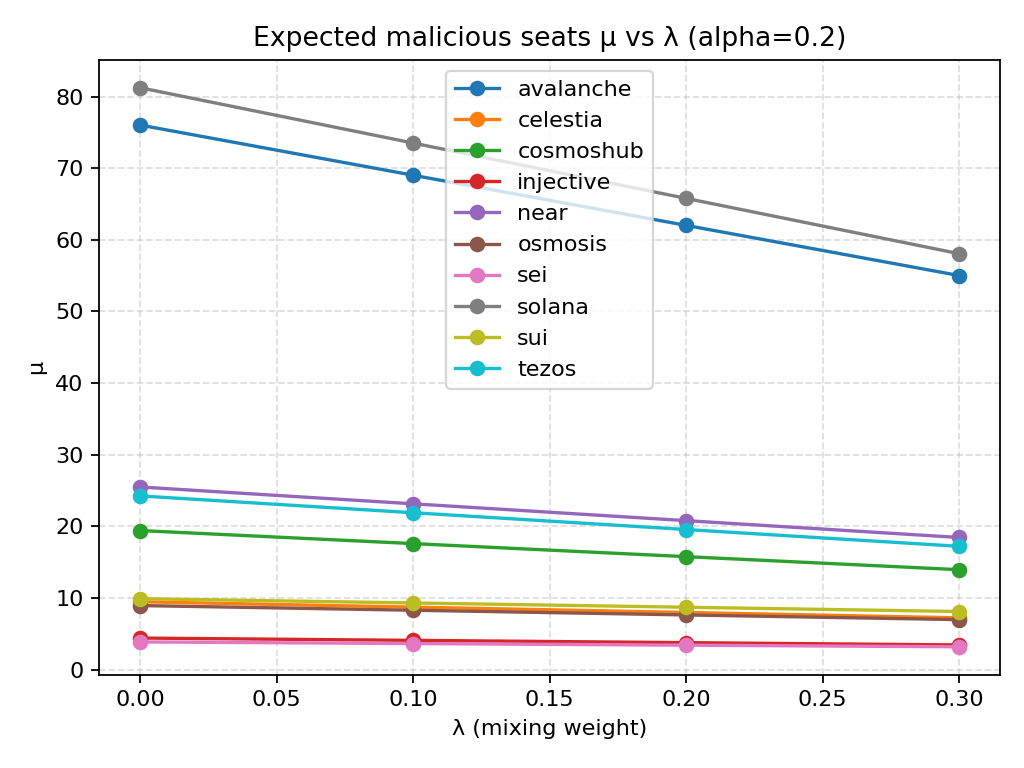 Expected malicious seats μ vs λ (alpha=0.2)
80
70
60
50
40
30
20
10
0
μ
avalanche
celestia
cosmoshub
injective
near
osmosis
sei
solana
sui
tezos
0.00 0.05 0.10 0.15 0.20 0.25 0.30
λ (mixing weight)